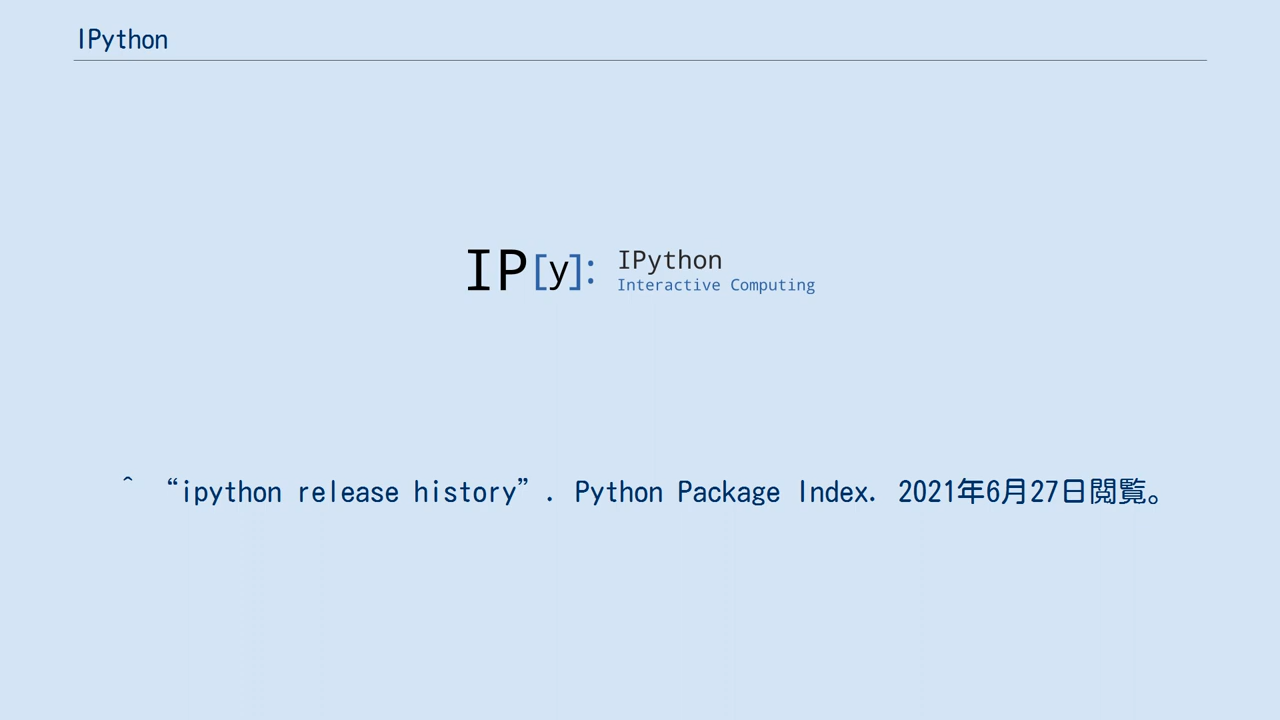 IPython
IP[y]:
IPython
Interactive Computing
^ “ipython release history”. Python Package Index. 2021年6月27日閲覧。